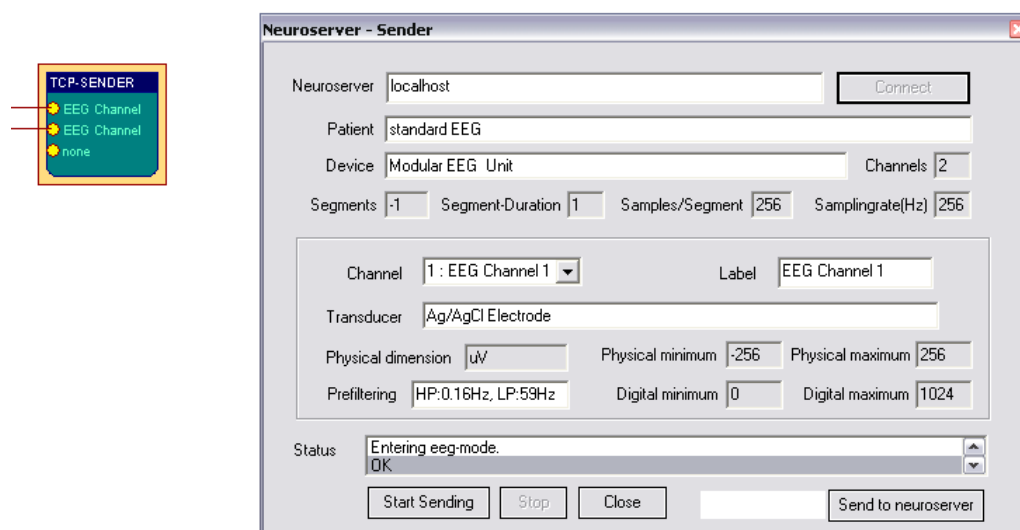 TCP-SENDER
EEG Channel
EEG Channel
none
Neuroserver - Sender
Neuroserver localhost Connect
Patient standard EEG
Device Modular EEG Unit Channels 2
Segments -1 Segment-Duration 1 Samples/Segment 256 Samplingrate(Hz) 256
Channel 1 : EEG Channel 1 Label EEG Channel 1
Transducer Ag/AgCl Electrode
Physical dimension uV Physical minimum -256 Physical maximum 256
Prefiltering HP:0.16Hz, LP:59Hz Digital minimum 0 Digital maximum 1024
Status Entering eeg-mode.
OK
Start Sending Stop Close Send to neuroserver